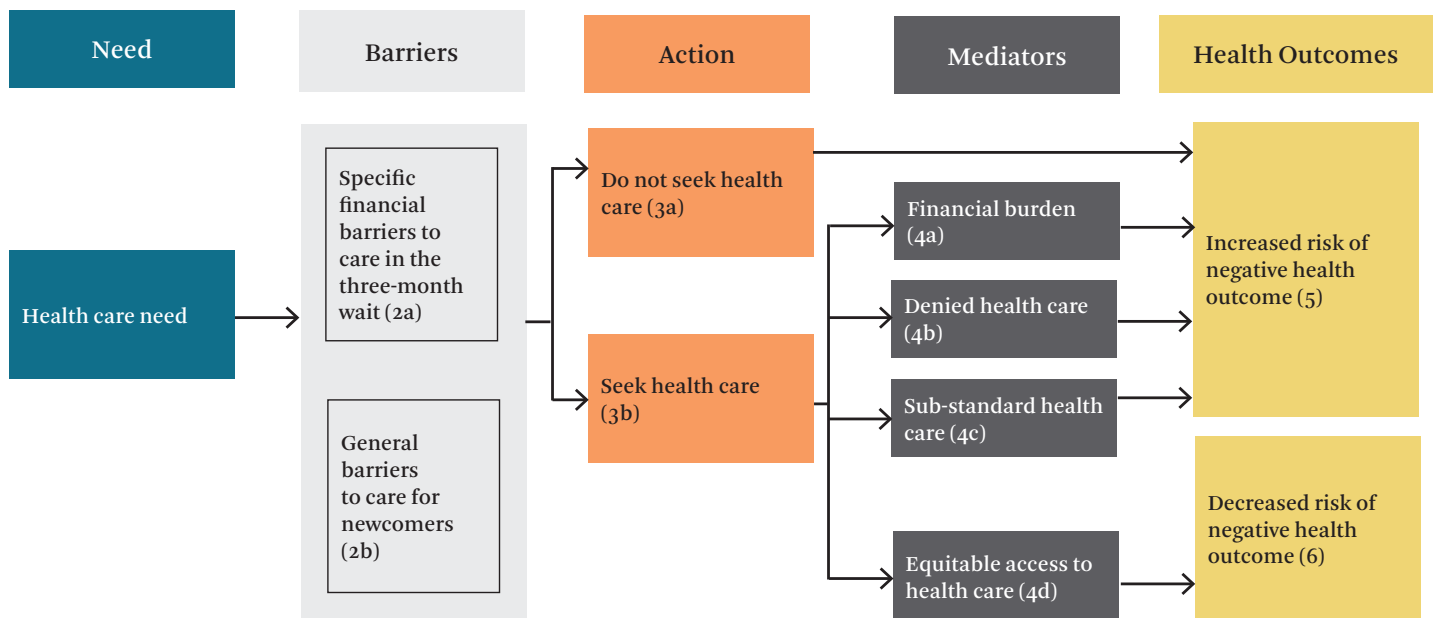 Need
Barriers
Action
Mediators
Health Outcomes
Health care need
Specific
financial
barriers to
care in the
three-month
wait (2a)
General
barriers
to care for
newcomers
(2b)
Do not seek health
care (3a)
Seek health care
(3b)
Financial burden
(4a)
Denied health care
(4b)
Sub-standard health
care (4c)
Equitable access to
health care (4d)
Increased risk of
negative health
outcome (5)
Decreased risk of
negative health
outcome (6)